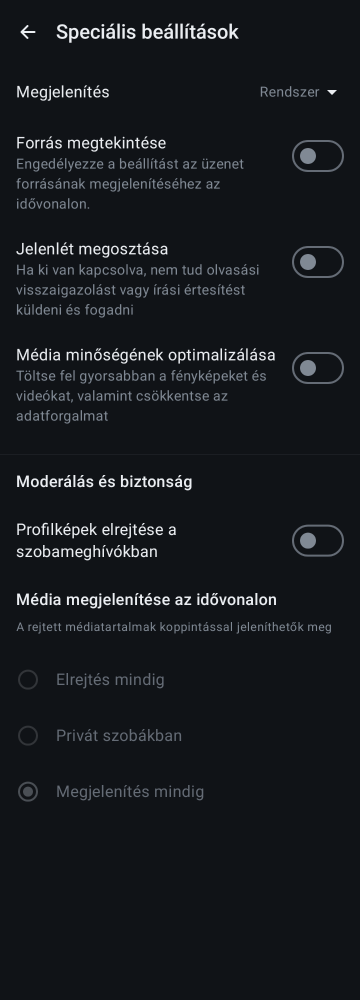 Speciális beállítások
Megjelenítés
Rendszer
Forrás megtekintése
Engedélyezze a beállítást az üzenet
forrásának megjelenítéséhez az
idővonalon.
Jelenlét megosztása
Ha ki van kapcsolva, nem tud olvasási
visszaigazolást vagy írási értesítést
küldeni és fogadni
Média minőségének optimalizálása
Töltse fel gyorsabban a fényképeket és
videókat, valamint csökkentse az
adatforgalmat
Moderálás és biztonság
Profilképek elrejtése a
szobameghívókban
Média megjelenítése az idővonalon
A rejtett médiatartalmak koppintással jeleníthetők meg
Elrejtés mindig
Privát szobákban
Megjelenítés mindig